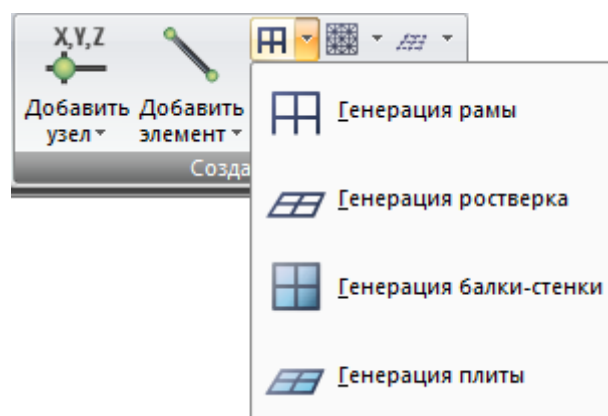 X,Y,Z
Добавить Добавить
узел элемент
Созда
Генерация рамы
Генерация ростверка
Генерация балки-стенки
Генерация плиты